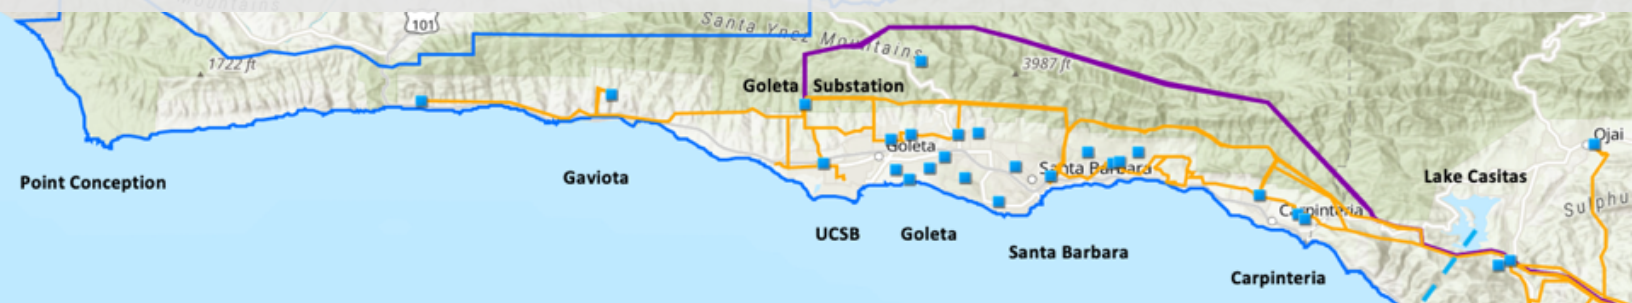 mountains
101
Santa Ynez Mountains
1722 ft
3987 ft
Goleta Substation
Goleta
Santa Barbara
Ojai
Point Conception
Gaviota
Lake Casitas
Carpinteria
UCSB
Goleta
Santa Barbara
Carpinteria